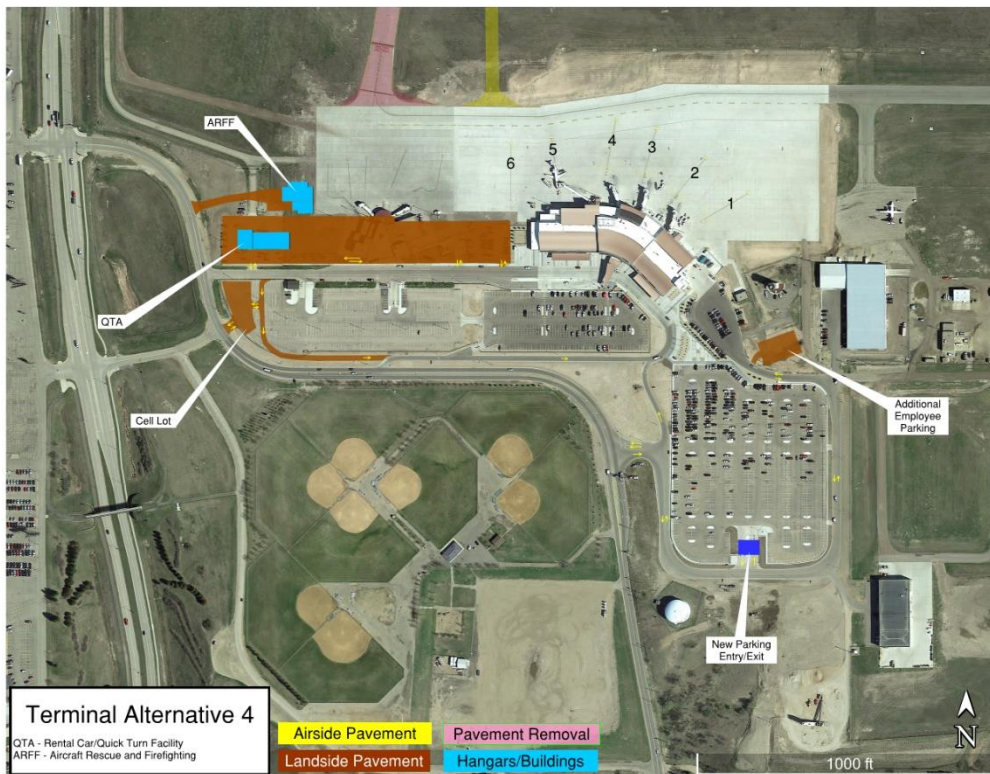 ARFF
6
5
4
3
2
1
QTA
Cell Lot
Additional
Employee
Parking
New Parking
Entry/Exit
Terminal Alternative 4
QTA - Rental Car/Quick Turn Facility
ARFF - Aircraft Rescue and Firefighting
Airside Pavement
Pavement Removal
Landside Pavement
Hangars/Buildings
N
1000 ft